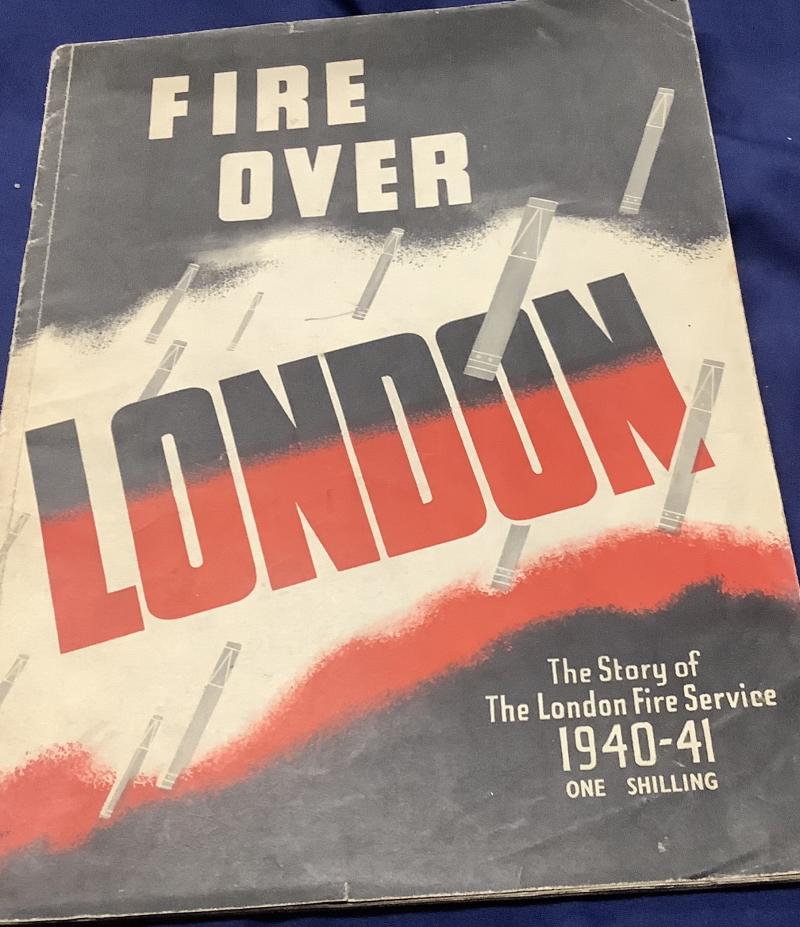 FIRE
OVER
LONDON
The Story of
The London Fire Service
1940-41
ONE SHILLING